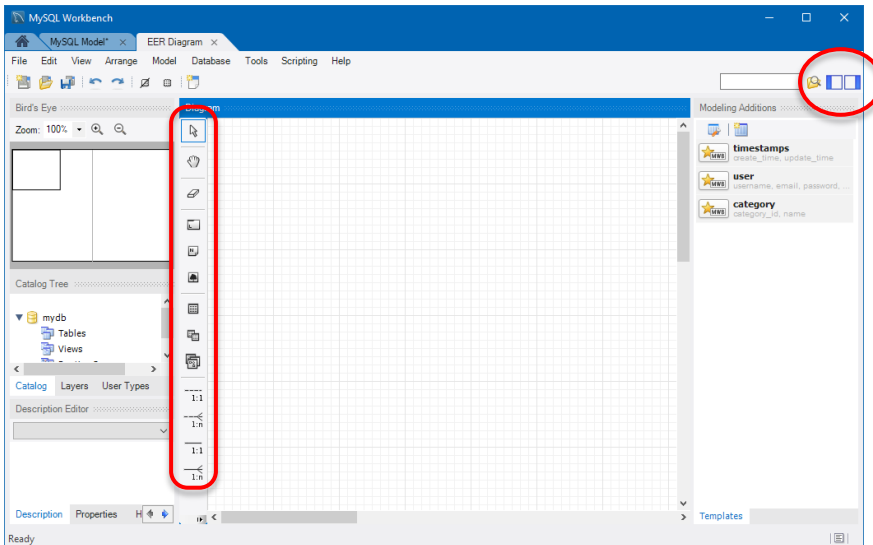 MySQL Workbench
MySQL Model* × EER Diagram ×
File Edit View Arrange Model Database Tools Scripting Help
Bird's Eye
Diagram
Modeling Additions
Zoom: 100%
timestamps
create_time, update_time
user
username, email, password, ...
category
category_id, name
Catalog Tree
mydb
Tables
Views
Catalog Layers User Types
Description Editor
1:1
1:n
1:1
1:n
Description Properties H
Templates
Ready